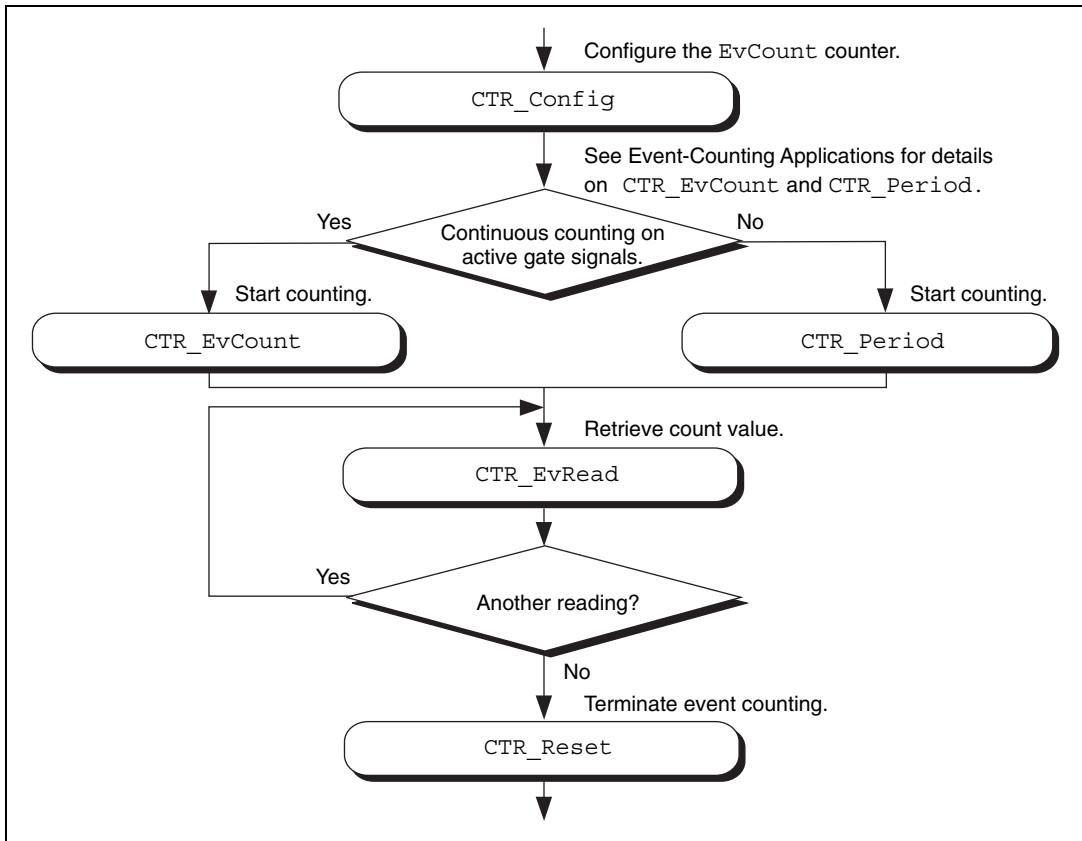 Configure the EvCount counter.
CTR_Config
See Event-Counting Applications for details
on CTR_EvCount and CTR_Period.
Yes
No
Continuous counting on
active gate signals.
Start counting.
Start counting.
CTR_EvCount
CTR_Period
Retrieve count value.
CTR_EvRead
Yes
Another reading?
No
Terminate event counting.
CTR_Reset